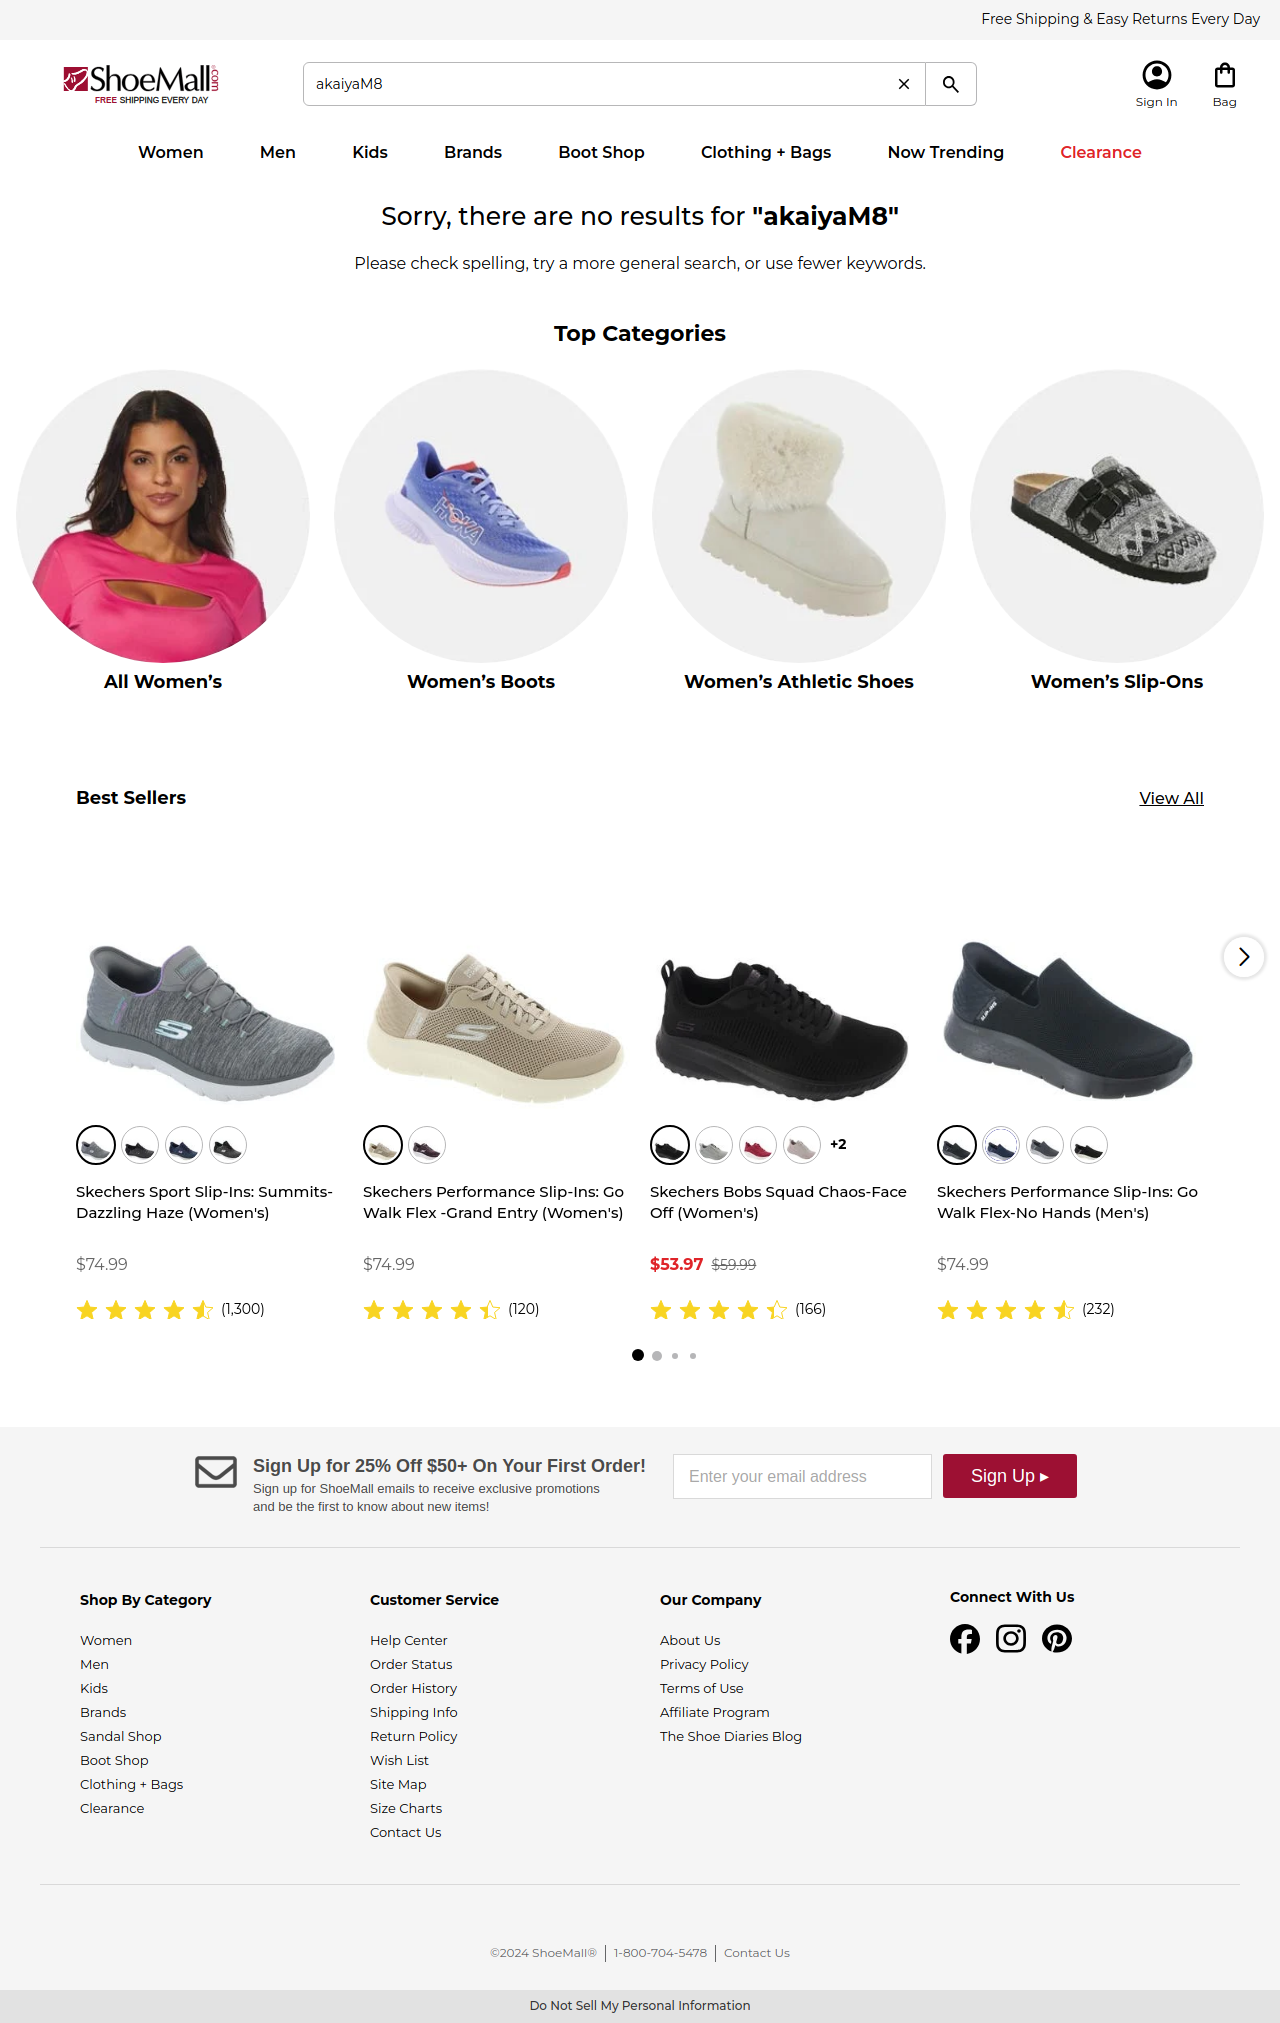 Free Shipping & Easy Returns Every Day
ShoeMall.com
FREE SHIPPING EVERY DAY
akaiyaM8
Sign In
Bag
Women Men Kids Brands Boot Shop Clothing + Bags Now Trending Clearance
Sorry, there are no results for "akaiyaM8"
Please check spelling, try a more general search, or use fewer keywords.
Top Categories
HOKA
All Women’s Women’s Boots Women’s Athletic Shoes Women’s Slip-Ons
Best Sellers View All
+2
Skechers Sport Slip-Ins: Summits-
Dazzling Haze (Women's)
$74.99
(1,300)
Skechers Performance Slip-Ins: Go
Walk Flex -Grand Entry (Women's)
$74.99
(120)
Skechers Bobs Squad Chaos-Face
Off (Women's)
$53.97 $59.99
(166)
Skechers Performance Slip-Ins: Go
Walk Flex-No Hands (Men's)
$74.99
(232)
Sign Up for 25% Off $50+ On Your First Order!
Sign up for ShoeMall emails to receive exclusive promotions
and be the first to know about new items!
Enter your email address
Sign Up ▸
Shop By Category
Women
Men
Kids
Brands
Sandal Shop
Boot Shop
Clothing + Bags
Clearance
Customer Service
Help Center
Order Status
Order History
Shipping Info
Return Policy
Wish List
Site Map
Size Charts
Contact Us
Our Company
About Us
Privacy Policy
Terms of Use
Affiliate Program
The Shoe Diaries Blog
Connect With Us
©2024 ShoeMall® | 1-800-704-5478 | Contact Us
Do Not Sell My Personal Information